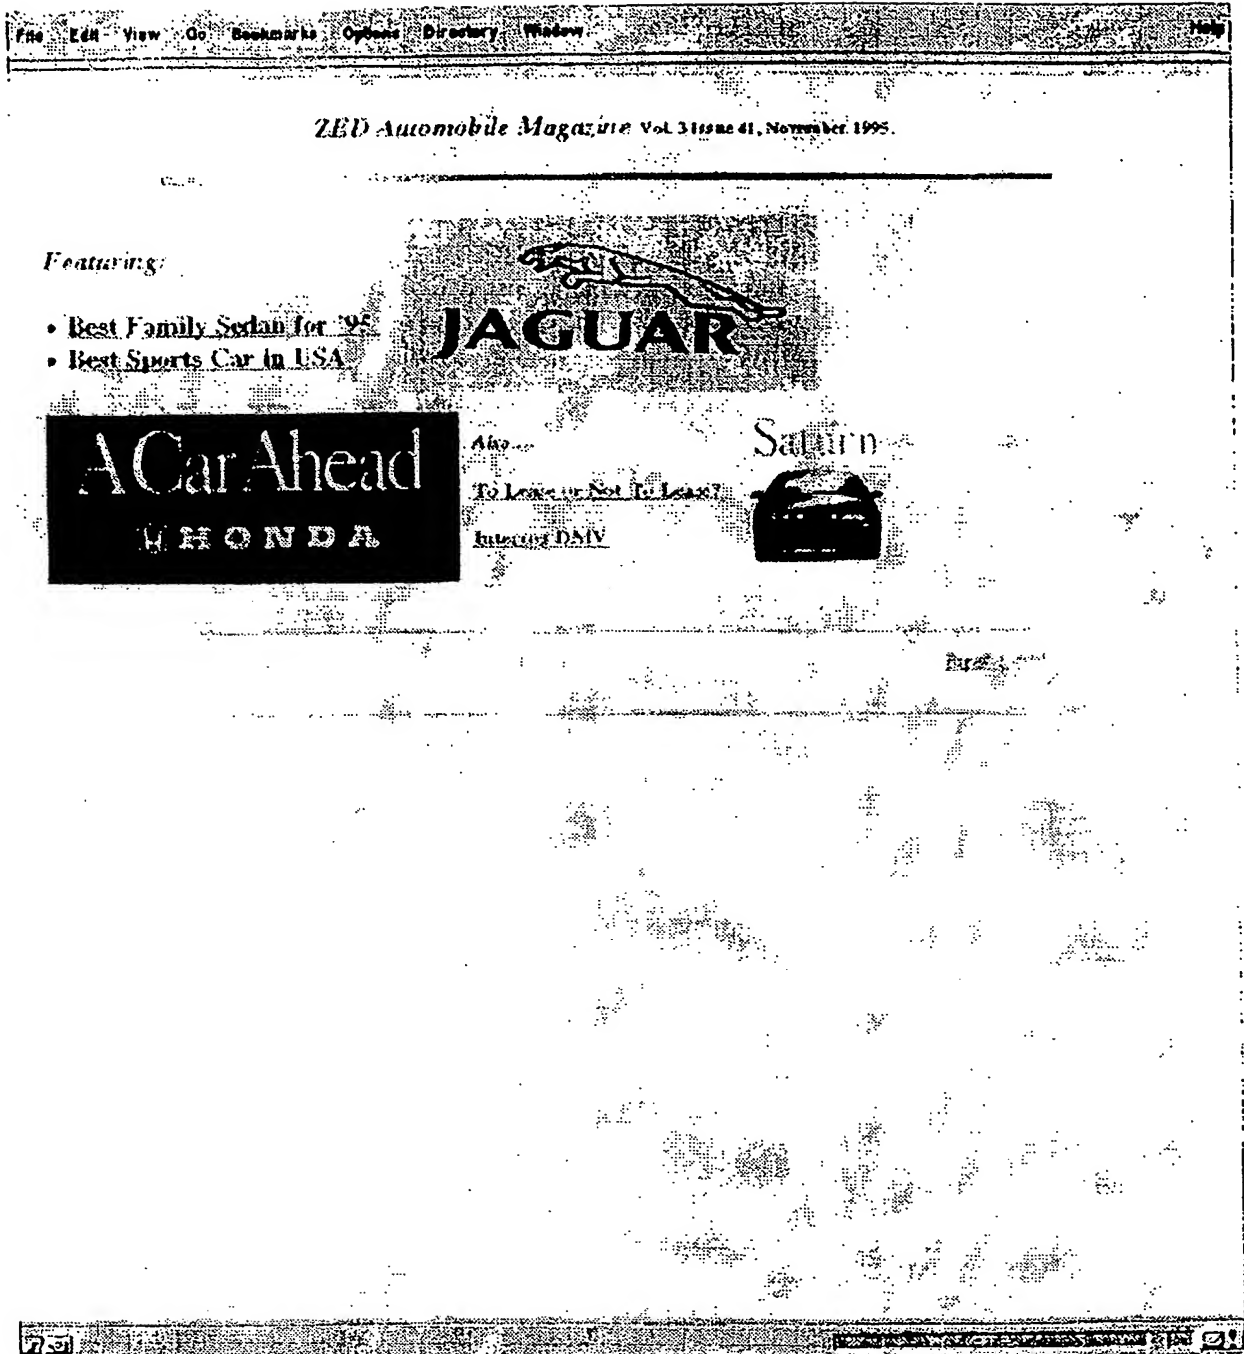 File Edit View Go Bookmarks Options Directory Window Help
ZED Automobile Magazine Vol. 3 Issue 41, November. 1995.
Featuring:
• Best Family Sedan for '95
• Best Sports Car in USA
JAGUAR
A Car Ahead
HONDA
Also....
To Lease or Not To Lease?
DMV
Saturn